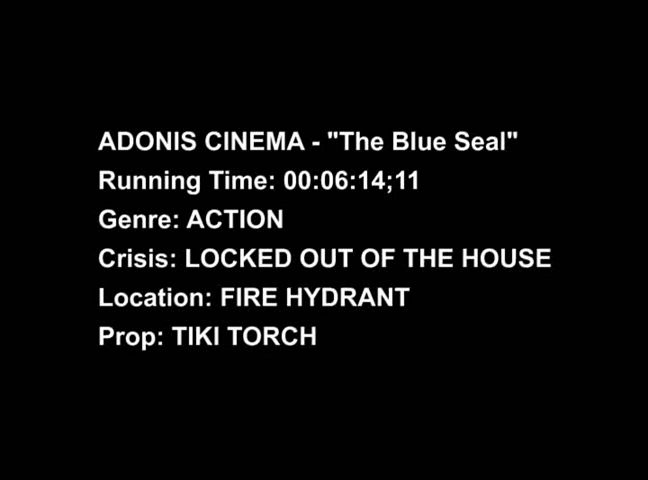 ADONIS CINEMA - "The Blue Seal"
Running Time: 00:06:14;11
Genre: ACTION
Crisis: LOCKED OUT OF THE HOUSE
Location: FIRE HYDRANT
Prop: TIKI TORCH